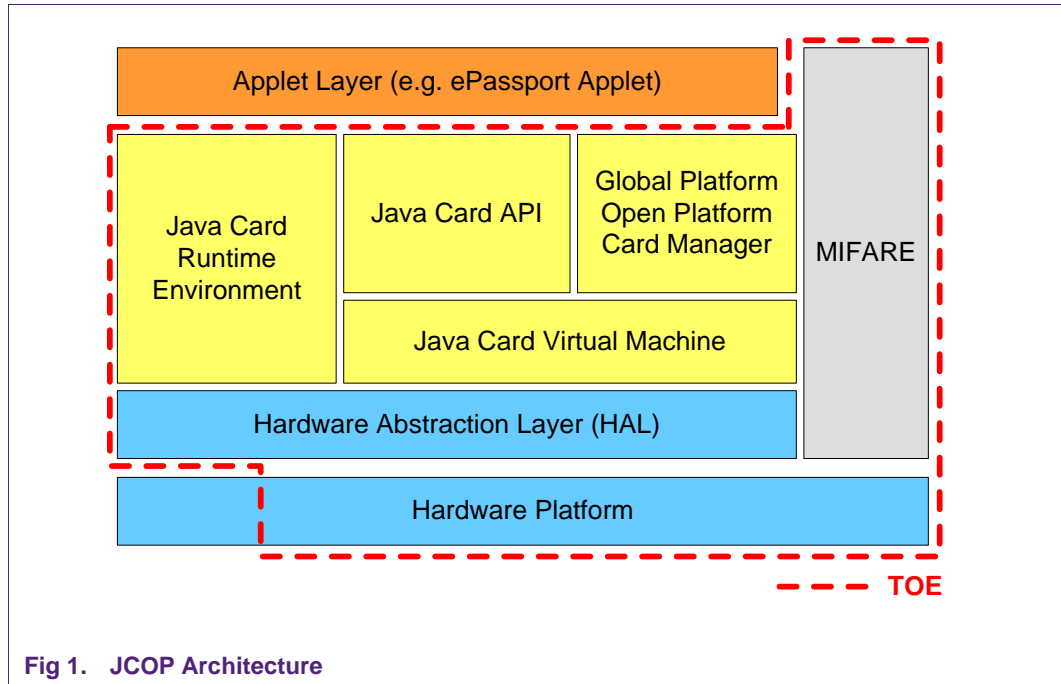 Applet Layer (e.g. ePassport Applet)
Java Card
Runtime
Environment
Java Card API
Global Platform
Open Platform
Card Manager
MIFARE
Java Card Virtual Machine
Hardware Abstraction Layer (HAL)
Hardware Platform
TOE
Fig 1. JCOP Architecture